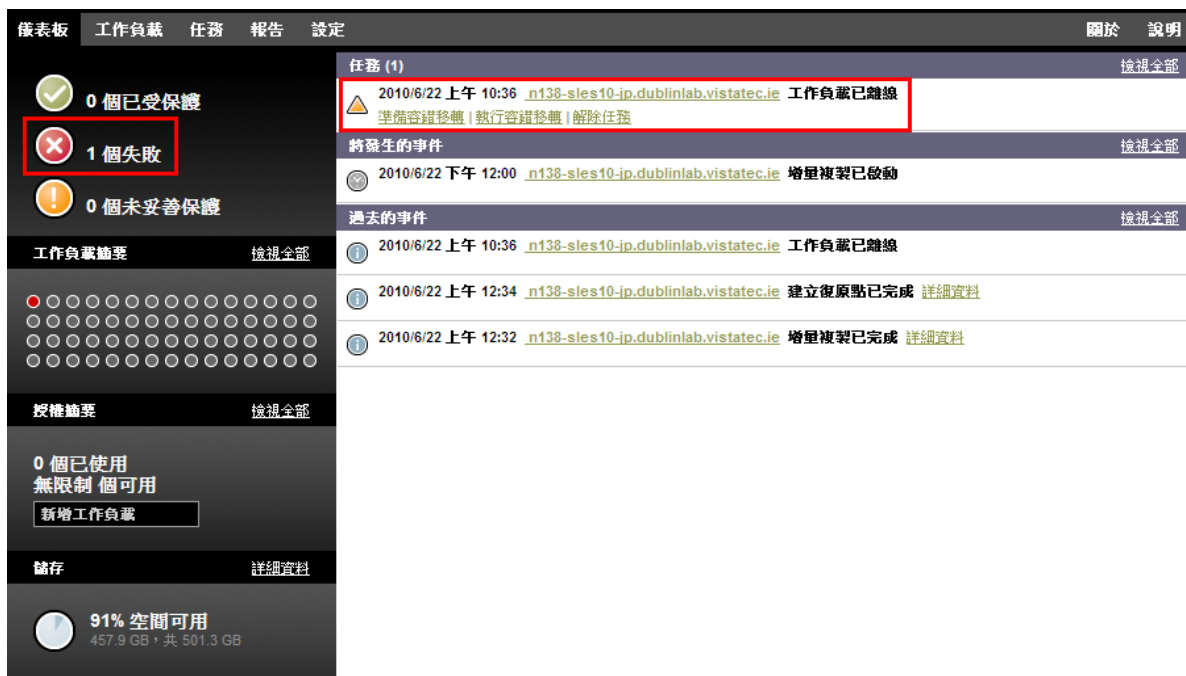 儀表板 工作負載 任務 報告 設定 關於 說明
0 個已受保護
1 個失敗
0 個未妥善保護
工作負載摘要 檢視全部
授權摘要 檢視全部
0 個已使用
無限制 個可用
新增工作負載
儲存 詳細資料
91% 空間可用
457.9 GB，共 501.3 GB
任務 (1) 檢視全部
2010/6/22 上午 10:36 n138-sles10-jp.dublinlab.vistatec.ie 工作負載已離線
準備容錯移轉 | 執行容錯移轉 | 解除任務
將發生的事件 檢視全部
2010/6/22 下午 12:00 n138-sles10-jp.dublinlab.vistatec.ie 增量複製已啟動
過去的事件 檢視全部
2010/6/22 上午 10:36 n138-sles10-jp.dublinlab.vistatec.ie 工作負載已離線
2010/6/22 上午 12:34 n138-sles10-jp.dublinlab.vistatec.ie 建立復原點已完成 詳細資料
2010/6/22 上午 12:32 n138-sles10-jp.dublinlab.vistatec.ie 增量複製已完成 詳細資料